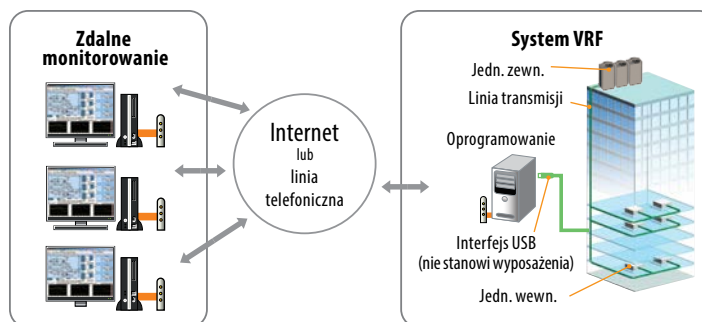 Zdalne
monitorowanie
Internet
lub
linia
telefoniczna
System VRF
Jedn. zewn.
Linia transmisji
Oprogramowanie
Interfejs USB
(nie stanowi wyposażenia)
Jedn. wewn.